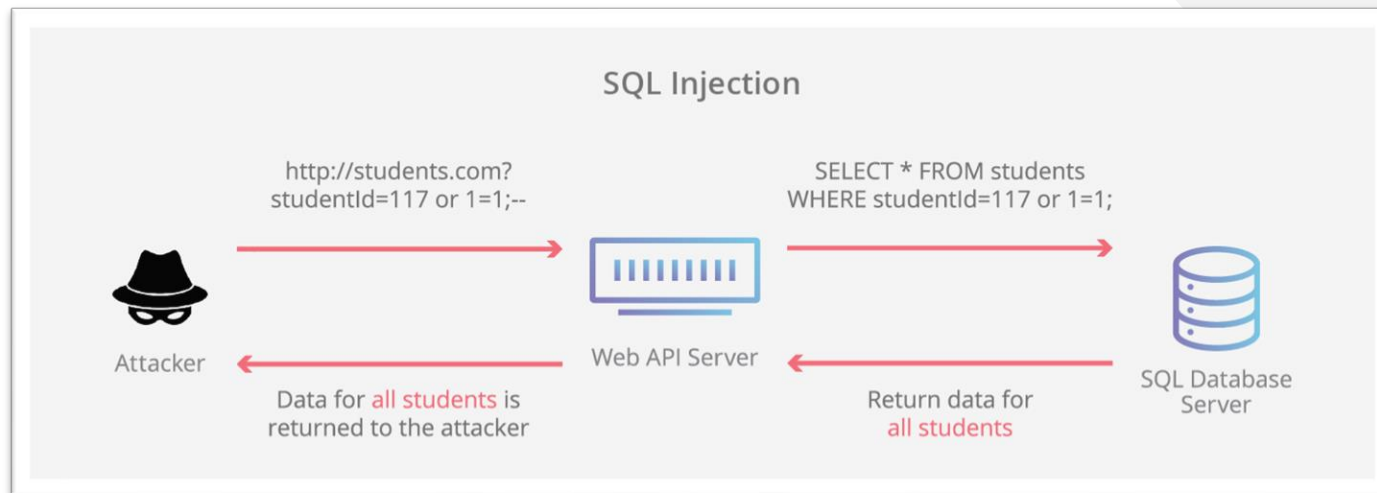 SQL Injection
http://students.com?
studentId=117 or 1=1;--
SELECT * FROM students
WHERE studentId=117 or 1=1;
Attacker
Web API Server
SQL Database
Server
Data for all students is
returned to the attacker
Return data for
all students